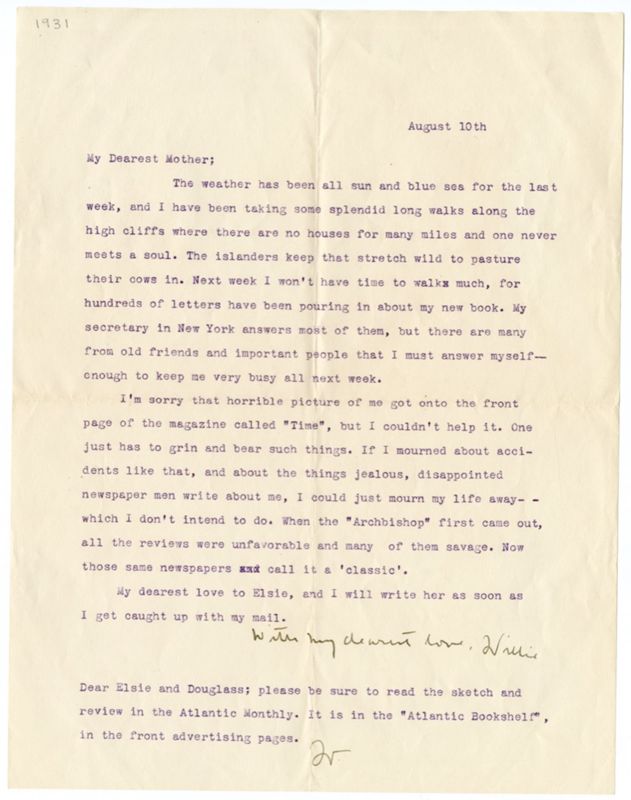 1931
August 10th
My Dearest Mother;
The weather has been all sun and blue sea for the last
week, and I have been taking some splendid long walks along the
high cliffs where there are no houses for many miles and one never
meets a soul. The islanders keep that stretch wild to pasture
their cows in. Next week I won't have time to walk much, for
hundreds of letters have been pouring in about my new book. My
secretary in New York answers most of them, but there are many
from old friends and important people that I must answer myself--
enough to keep me very busy all next week.
I'm sorry that horrible picture of me got onto the front
page of the magazine called "Time", but I couldn't help it. One
just has to grin and bear such things. If I mourned about acci-
dents like that, and about the things jealous, disappointed
newspaper men write about me, I could just mourn my life away- -
which I don't intend to do. When the "Archbishop" first came out,
all the reviews were unfavorable and many of them savage. Now
those same newspapers call it a 'classic'.
My dearest love to Elsie, and I will write her as soon as
I get caught up with my mail.
With my dearest love, Willie
Dear Elsie and Douglass; please be sure to read the sketch and
review in the Atlantic Monthly. It is in the "Atlantic Bookshelf",
in the front advertising pages.
W.